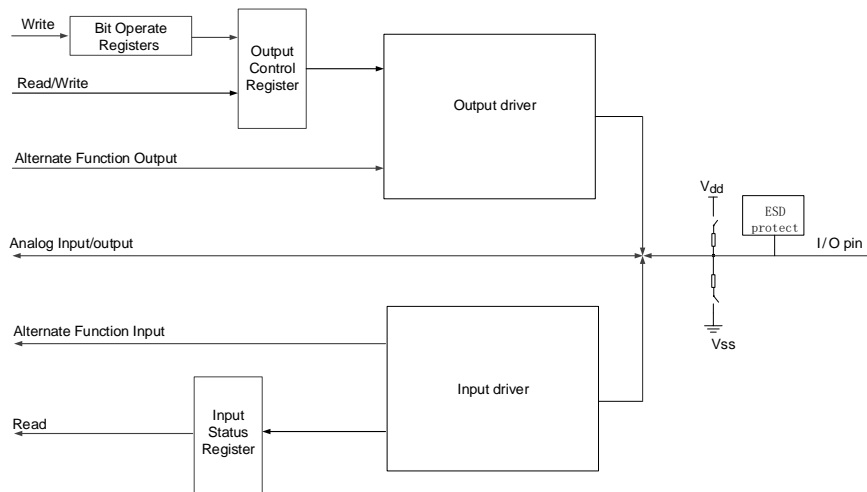 Write
Bit Operate
Registers
Output
Control
Register
Read/Write
Output driver
Alternate Function Output
Vdd
ESD
protect
Analog Input/output
I/O pin
Alternate Function Input
Vss
Input driver
Input
Status
Register
Read